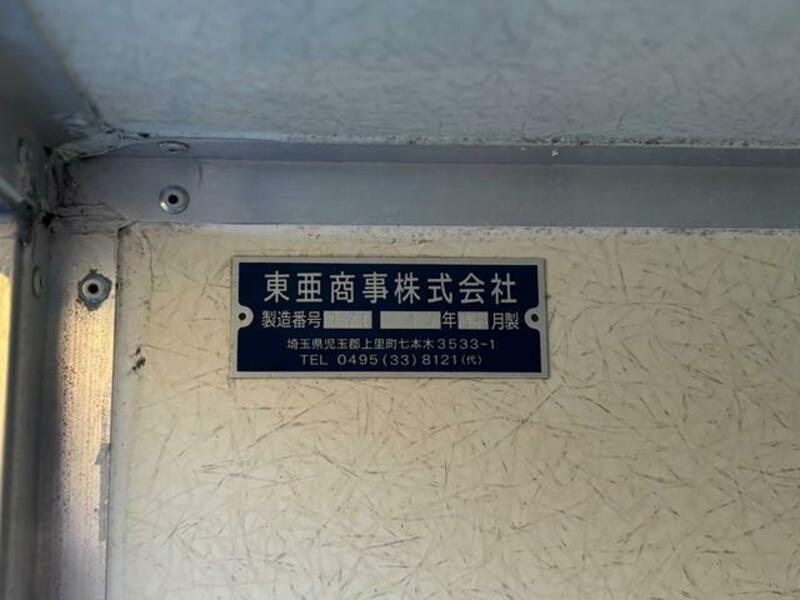 東亜商事株式会社
製造番号 年 月製
埼玉県児玉郡上里町七本木3533-1
TEL 0495(33)8121(代)